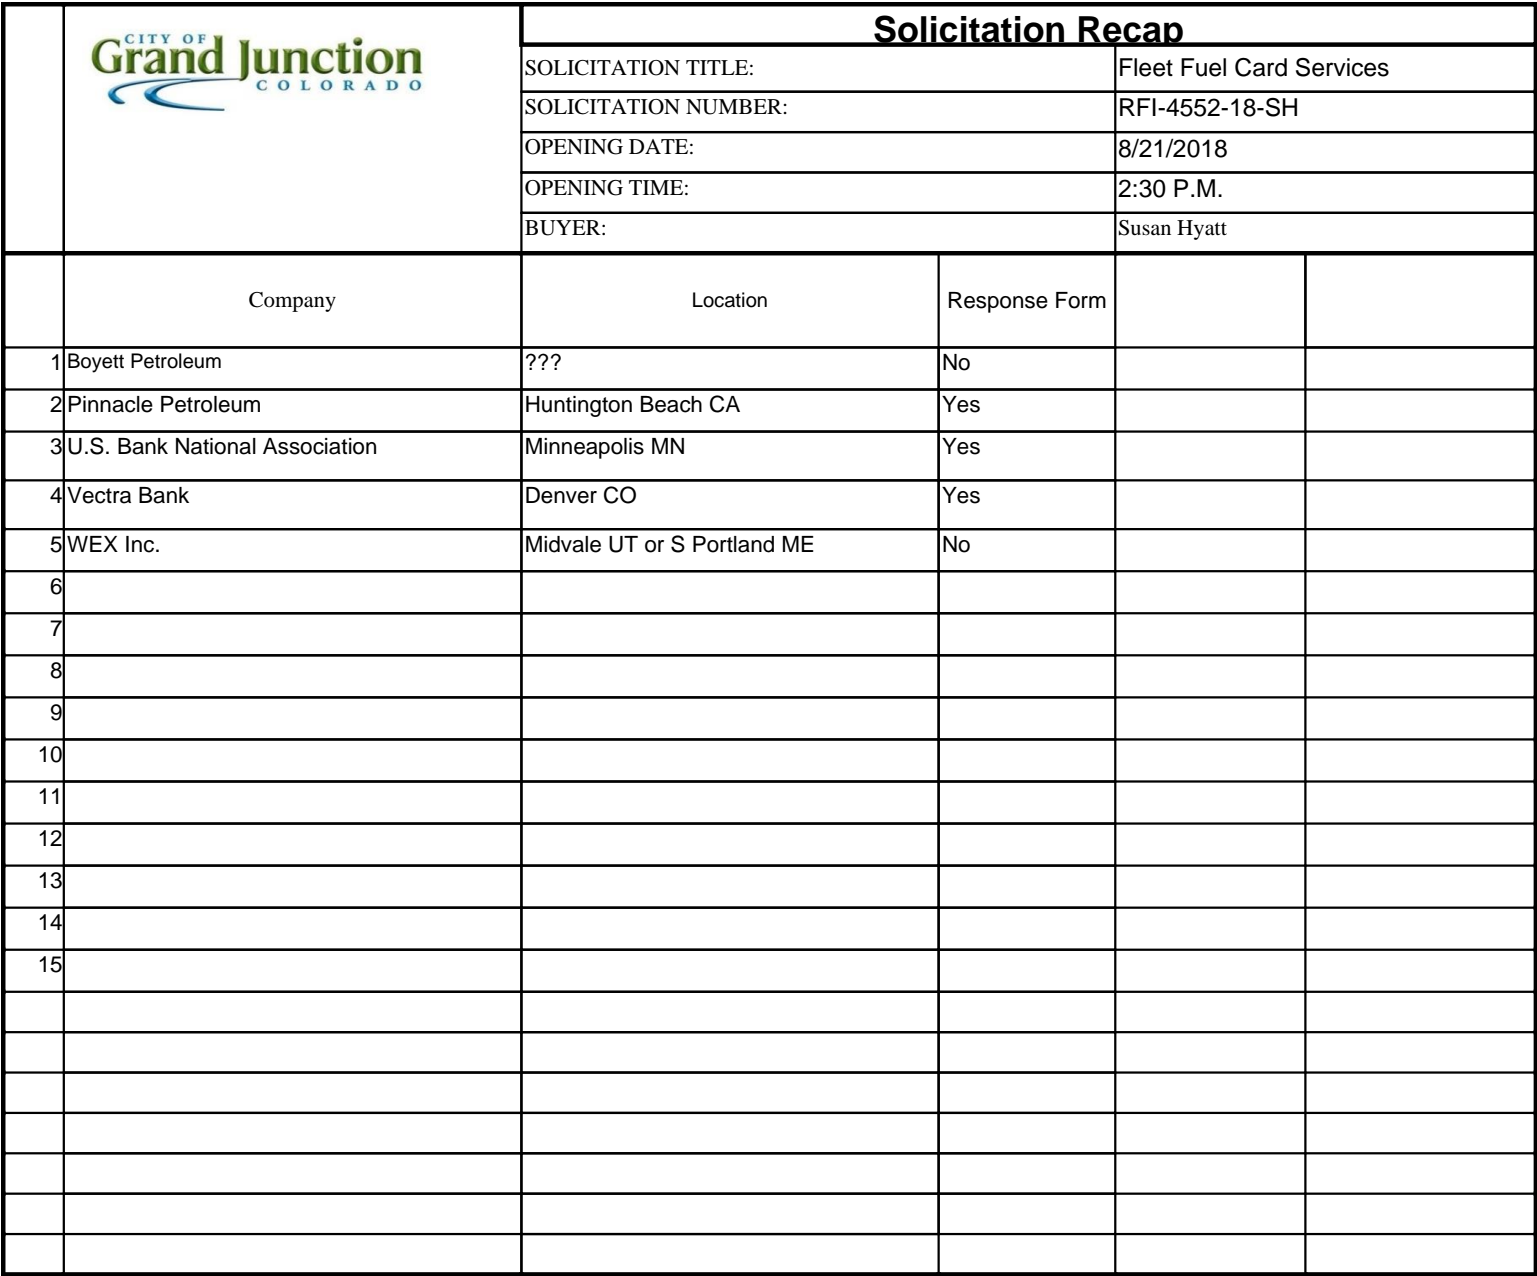 CITY OF
Grand Junction
COLORADO
Solicitation Recap
SOLICITATION TITLE: Fleet Fuel Card Services
SOLICITATION NUMBER: RFI-4552-18-SH
OPENING DATE: 8/21/2018
OPENING TIME: 2:30 P.M.
BUYER: Susan Hyatt
Company Location Response Form
1 Boyett Petroleum ??? No
2 Pinnacle Petroleum Huntington Beach CA Yes
3 U.S. Bank National Association Minneapolis MN Yes
4 Vectra Bank Denver CO Yes
5 WEX Inc. Midvale UT or S Portland ME No
6
7
8
9
10
11
12
13
14
15